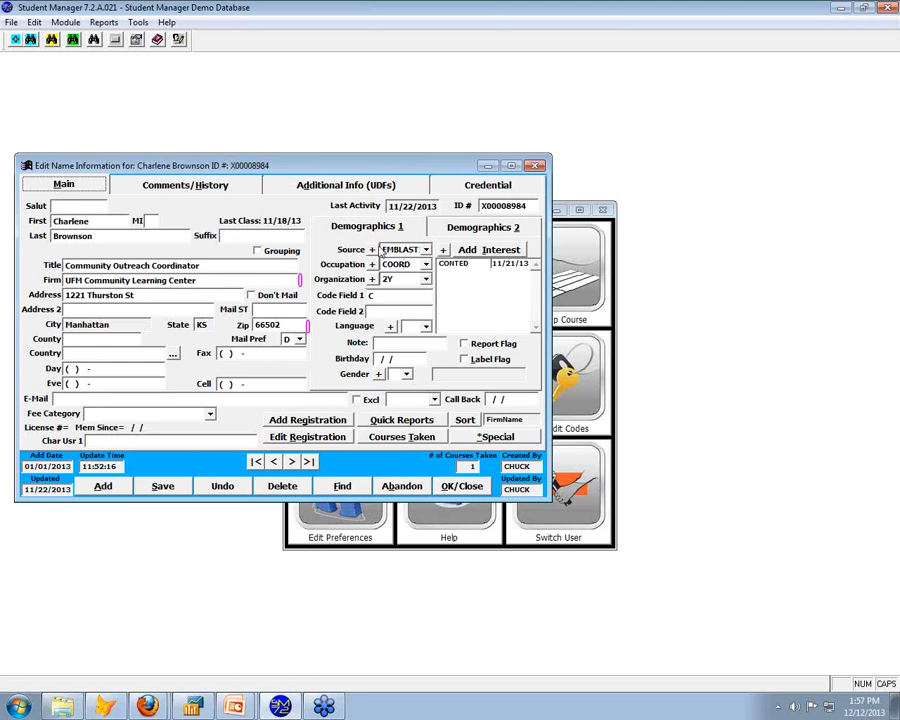 Student Manager 7.2.A.021 - Student Manager Demo Database
File Edit Module Reports Tools Help
Edit Name Information for: Charlene Brownson ID #: X00008984
Main Comments/History Additional Info (UDFs) Credential
Salut Last Activity 11/22/2013 ID # X00008984
First Charlene MI Last Class: 11/18/13 Demographics 1 Demographics 2
Last Brownson Suffix
Grouping Source + EMBLAST + Add Interest
Title Community Outreach Coordinator Occupation + COORD CONTED 11/21/13
Firm UFM Community Learning Center Organization + 2Y
Address 1221 Thurston St Don't Mail Code Field 1 C
Address 2 Mail ST Code Field 2
City Manhattan State KS Zip 66502 Language +
County Mail Pref D Note: Report Flag
Country ... Fax ( ) - Birthday / / Label Flag
Day ( ) - Gender +
Eve ( ) - Cell ( ) -
E-Mail Excl Call Back / /
Fee Category Add Registration Quick Reports Sort FirmName
License #= Mem Since= / / Edit Registration Courses Taken *Special
Char Usr 1
Add Date Update Time |< < > >| # of Courses Taken Created By
01/01/2013 11:52:16 1 CHUCK
Updated Add Save Undo Delete Find Abandon OK/Close Updated By
11/22/2013 CHUCK
p Course
dit Codes
Edit Preferences Help Switch User
NUM CAPS
1:57 PM
12/12/2013